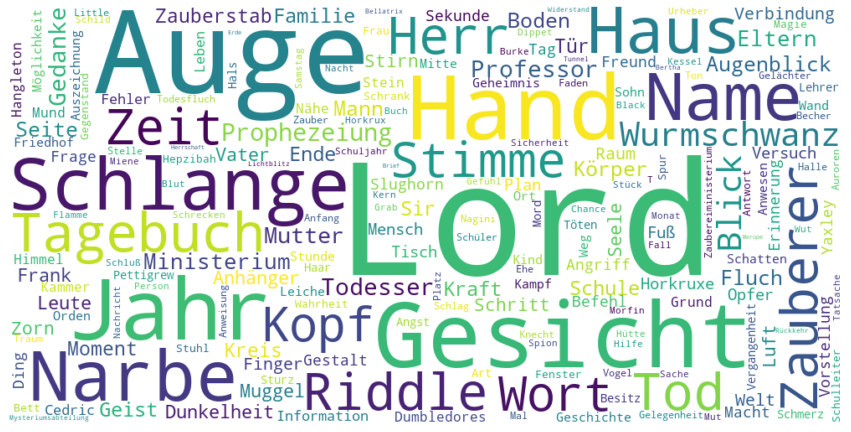 Bellatrix
Widerstand
Urheber
Little
Schild
Zauberstab
Familie
Sekunde
Boden
Verbindung
Erde
Dippet
Magie
Auge
Herr
Haus
Hangleton
Möglichkeit
Gedanke
Auszeichnung
Gegenstand
Leben
Hals
Frau
Nacht
Samstag
Stirn
Mitte
Burke
Tag
Tür
Tunnel
Kessel
Bertha
Eltern
Professor
Freund
Augenblick
Ton
Gelächter
Fehler
Todesfluch
Nähe
Stein
Mann
Schrank
Geheimnis
Faden
Hand
Sohn
Black
Lehrer
Wand
Becher
Name
Mund
Seite
Friedhof
Zeit
Zauber
Horkrux
Buch
Prophezeiung
Sicherheit
Wurmschwanz
Frage
Stelle
Miene
Herrschaft
Schuljahr
Vater
Ende
Brief
Stimme
Körper
Raum
T
Versuch
Halle
Blut
Lichtblitz
Hepzibah
Slughorn
Gefühl
Plan
Stück
Spur
Zaubereiministerium
Blick
Antwort
Anwesen
Erinnerung
Auroren
Schlange
Lord
Sir
Ort
Mord
Seele
Yaxley
Flamme
Schrecken
Kern
Grab
Anfang
Nagini
Chance
Monat
Wut
Merope
Tagebuch
Mutter
Mensch
Schüler
Töten
Weg
Fuß
Fall
Zauberer
Himmel
Schluß
Stunde
Tisch
Kind
Ehe
Angriff
Schatten
Frank
Ministerium
Haar
Horkruxe
Fluch
Pettigrew
Anhänger
Platz
Kampf
Schule
Opfer
Kammer
Leiche
Todesser
Kraft
Schritt
Befehl
Grund
Leute
Person
Wahrheit
Schlag
Morfin
Tatsache
Orden
Nachricht
Jahr
Anweisung
Kopf
Gesicht
Vergangenheit
Luft
Vorstellung
Zorn
Angst
Knecht
Spion
Hütte
Hilfe
Rückkehr
Traum
Moment
Stuhl
Kreis
Ding
Narbe
Finger
Gestalt
Art
Fenster
Vogel
Sache
Schulleiter
Sturz
Riddle
Wort
Tod
Muggel
Besitz
Welt
Bett
Cedric
Geist
Dunkelheit
Information
Dumbledores
Mal
Geschichte
Gelegenheit
Mut
Macht
Schmerz
Mysteriumsabteilung